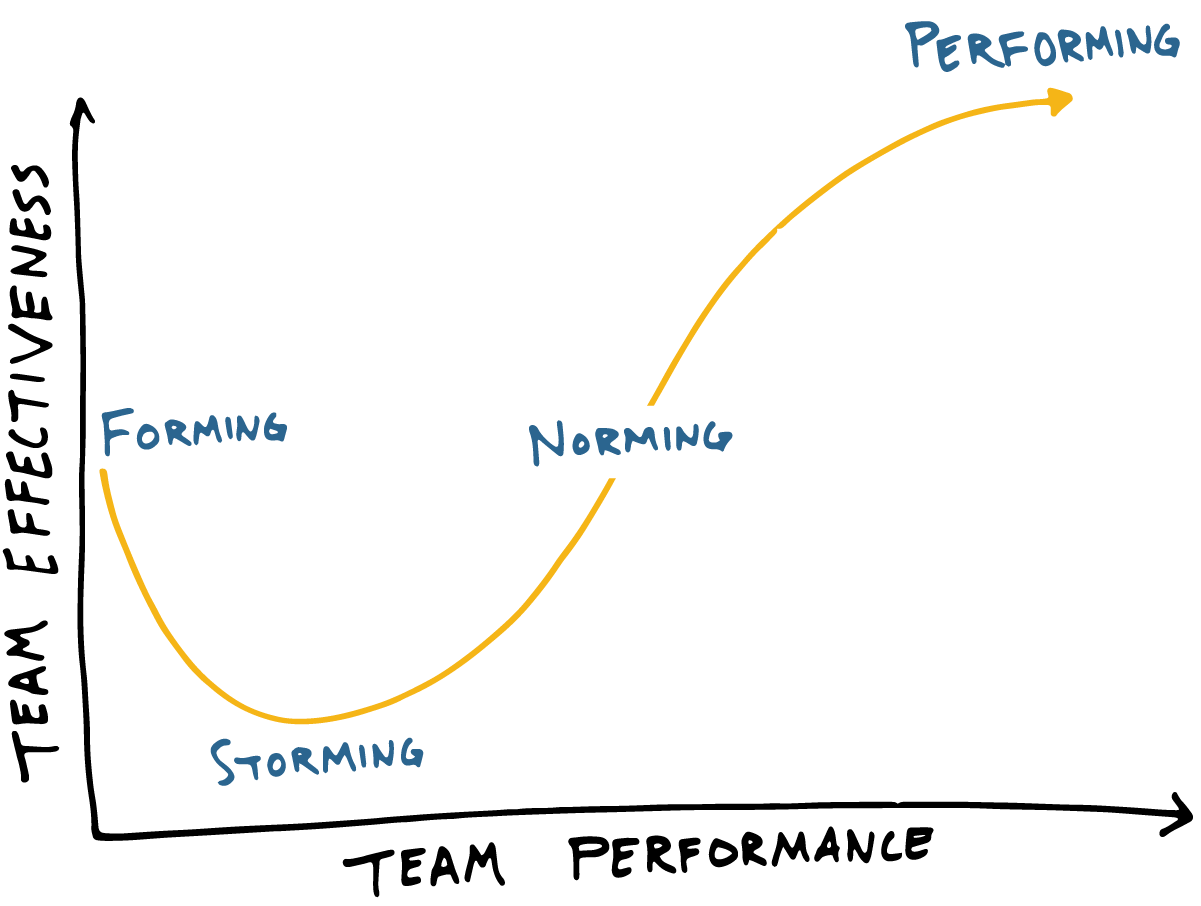 PERFORMING
TEAM EFFECTIVENESS
FORMING
NORMING
STORMING
TEAM PERFORMANCE